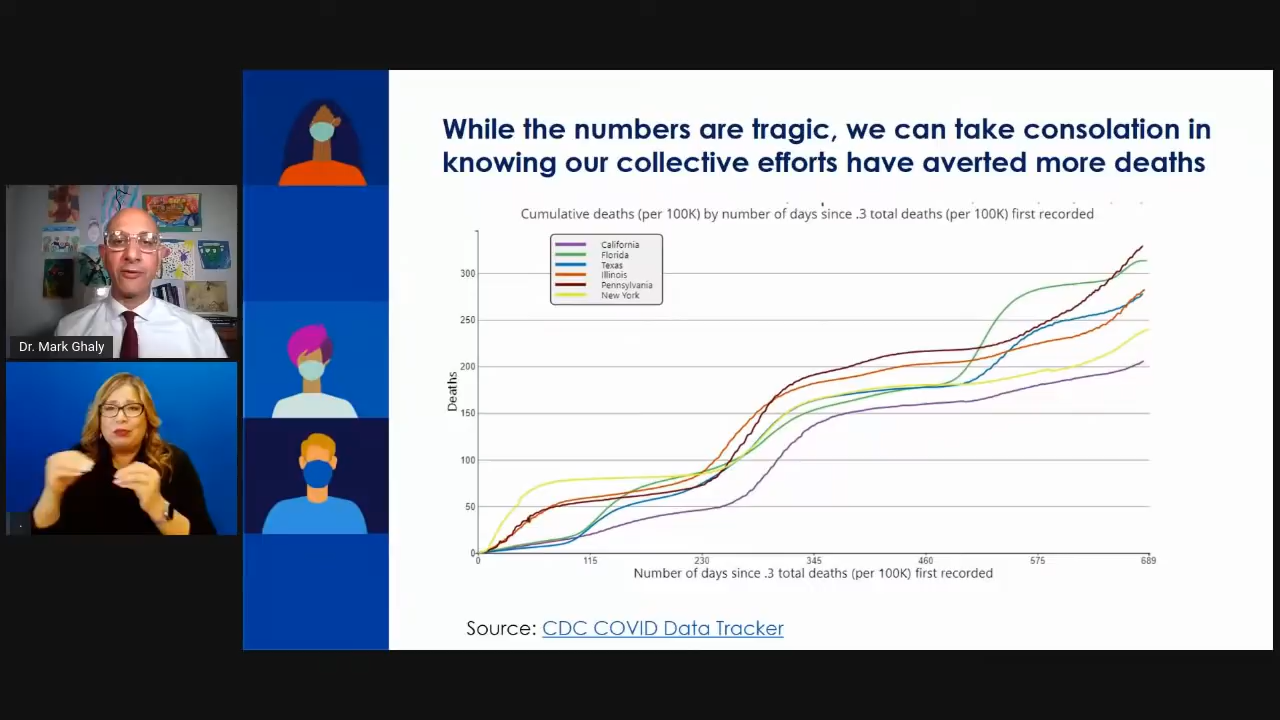 While the numbers are tragic, we can take consolation in
knowing our collective efforts have averted more deaths
Cumulative deaths (per 100K) by number of days since .3 total deaths (per 100K) first recorded
California
Florida
Texas
Illinois
Pennsylvania
New York
Deaths
300
250
200
150
100
50
0
0 115 230 345 460 575 689
Number of days since .3 total deaths (per 100K) first recorded
Source: CDC COVID Data Tracker
Dr. Mark Ghaly
.